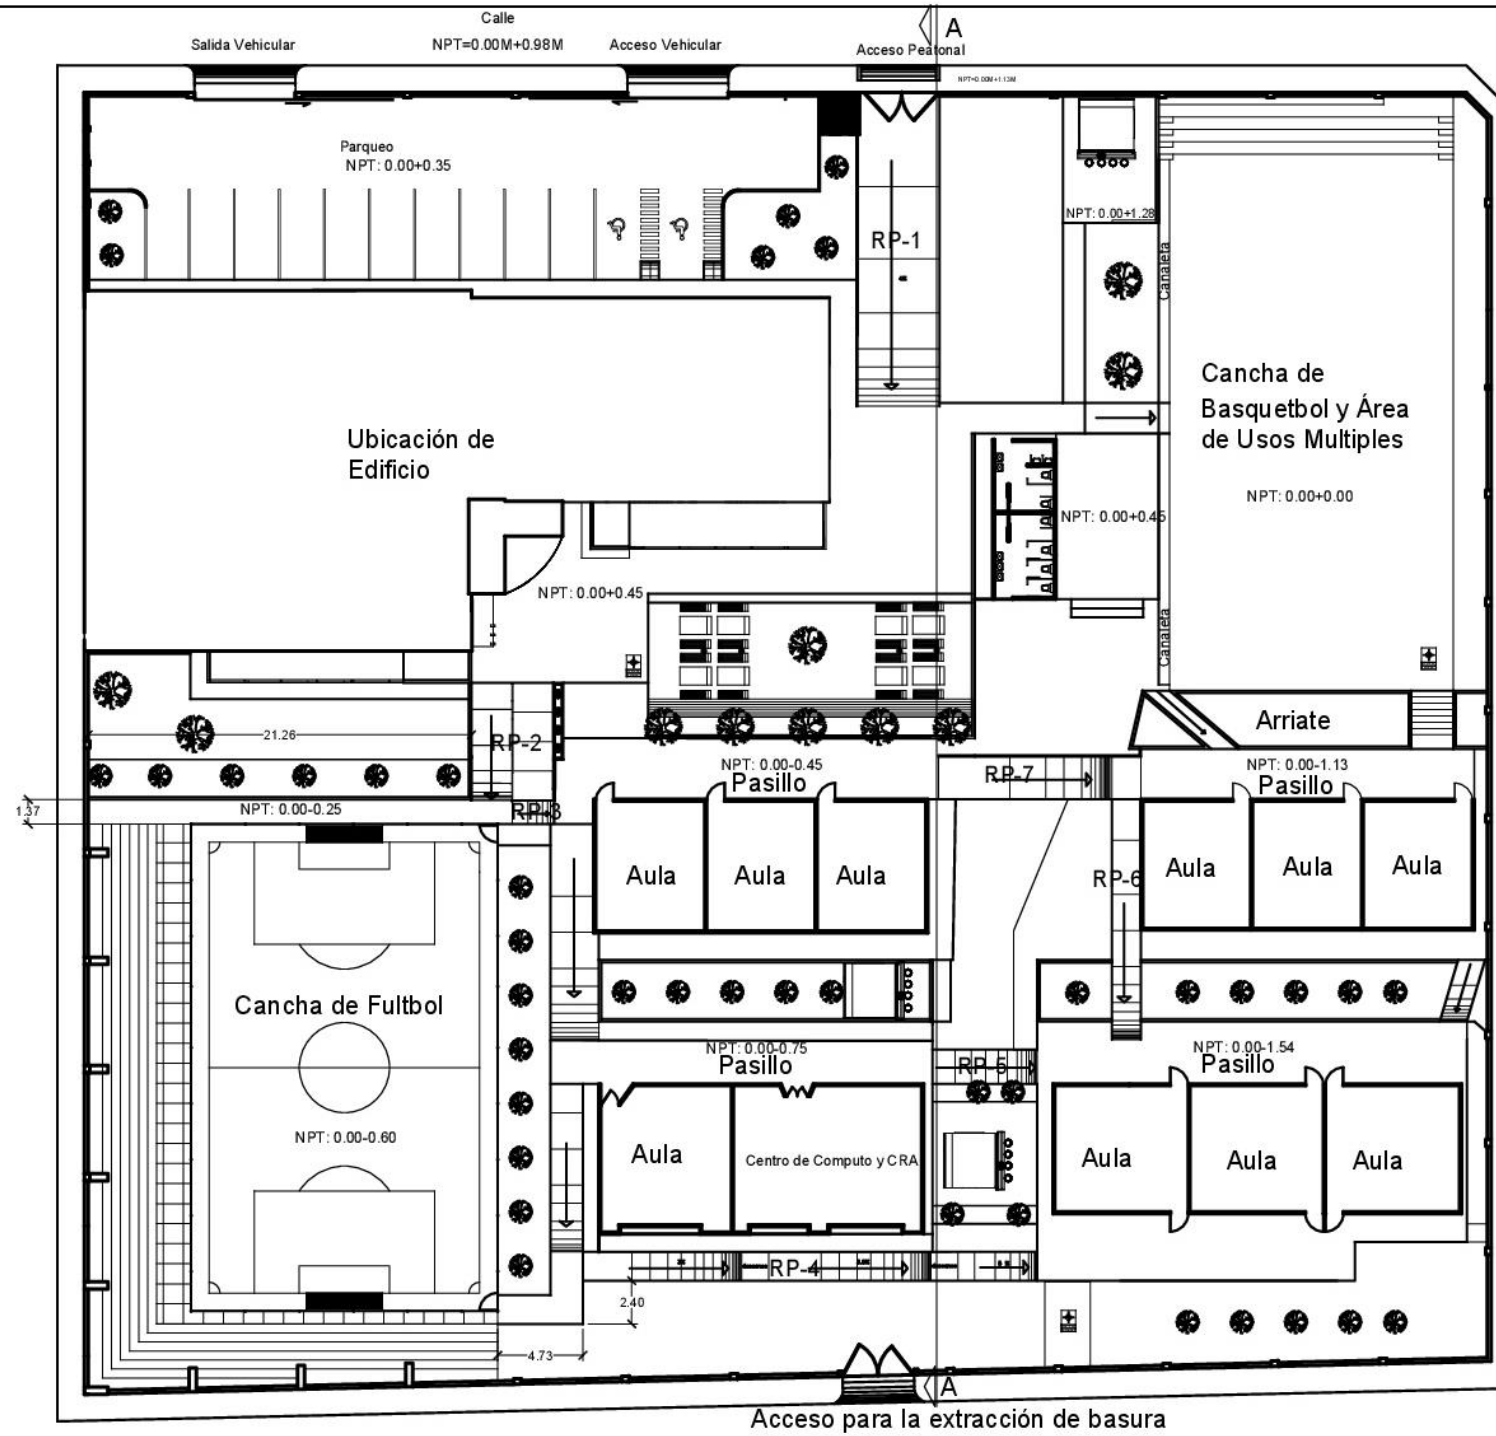 Calle
A
Salida Vehicular
NPT=0.00M+0.98M
Acceso Vehicular
Acceso Peatonal
NPT=0.00M+1.13M
Parqueo
NPT: 0.00+0.35
NPT: 0.00+1.28
RP-1
Canaleta
Cancha de
Basquetbol y Área
de Usos Multiples
NPT: 0.00+0.00
Ubicación de
Edificio
NPT: 0.00+0.45
NPT: 0.00+0.45
Canaleta
Arriate
21.26
RP-2
NPT: 0.00-0.45
Pasillo
RP-7
NPT: 0.00-1.13
Pasillo
1.37
NPT: 0.00-0.25
RP-3
Aula
Aula
Aula
RP-6
Aula
Aula
Aula
Cancha de Fultbol
NPT: 0.00-0.75
Pasillo
RP-5
NPT: 0.00-1.54
Pasillo
NPT: 0.00-0.60
Aula
Centro de Computo y CRA
Aula
Aula
Aula
RP-4
2.40
4.73
A
Acceso para la extracción de basura